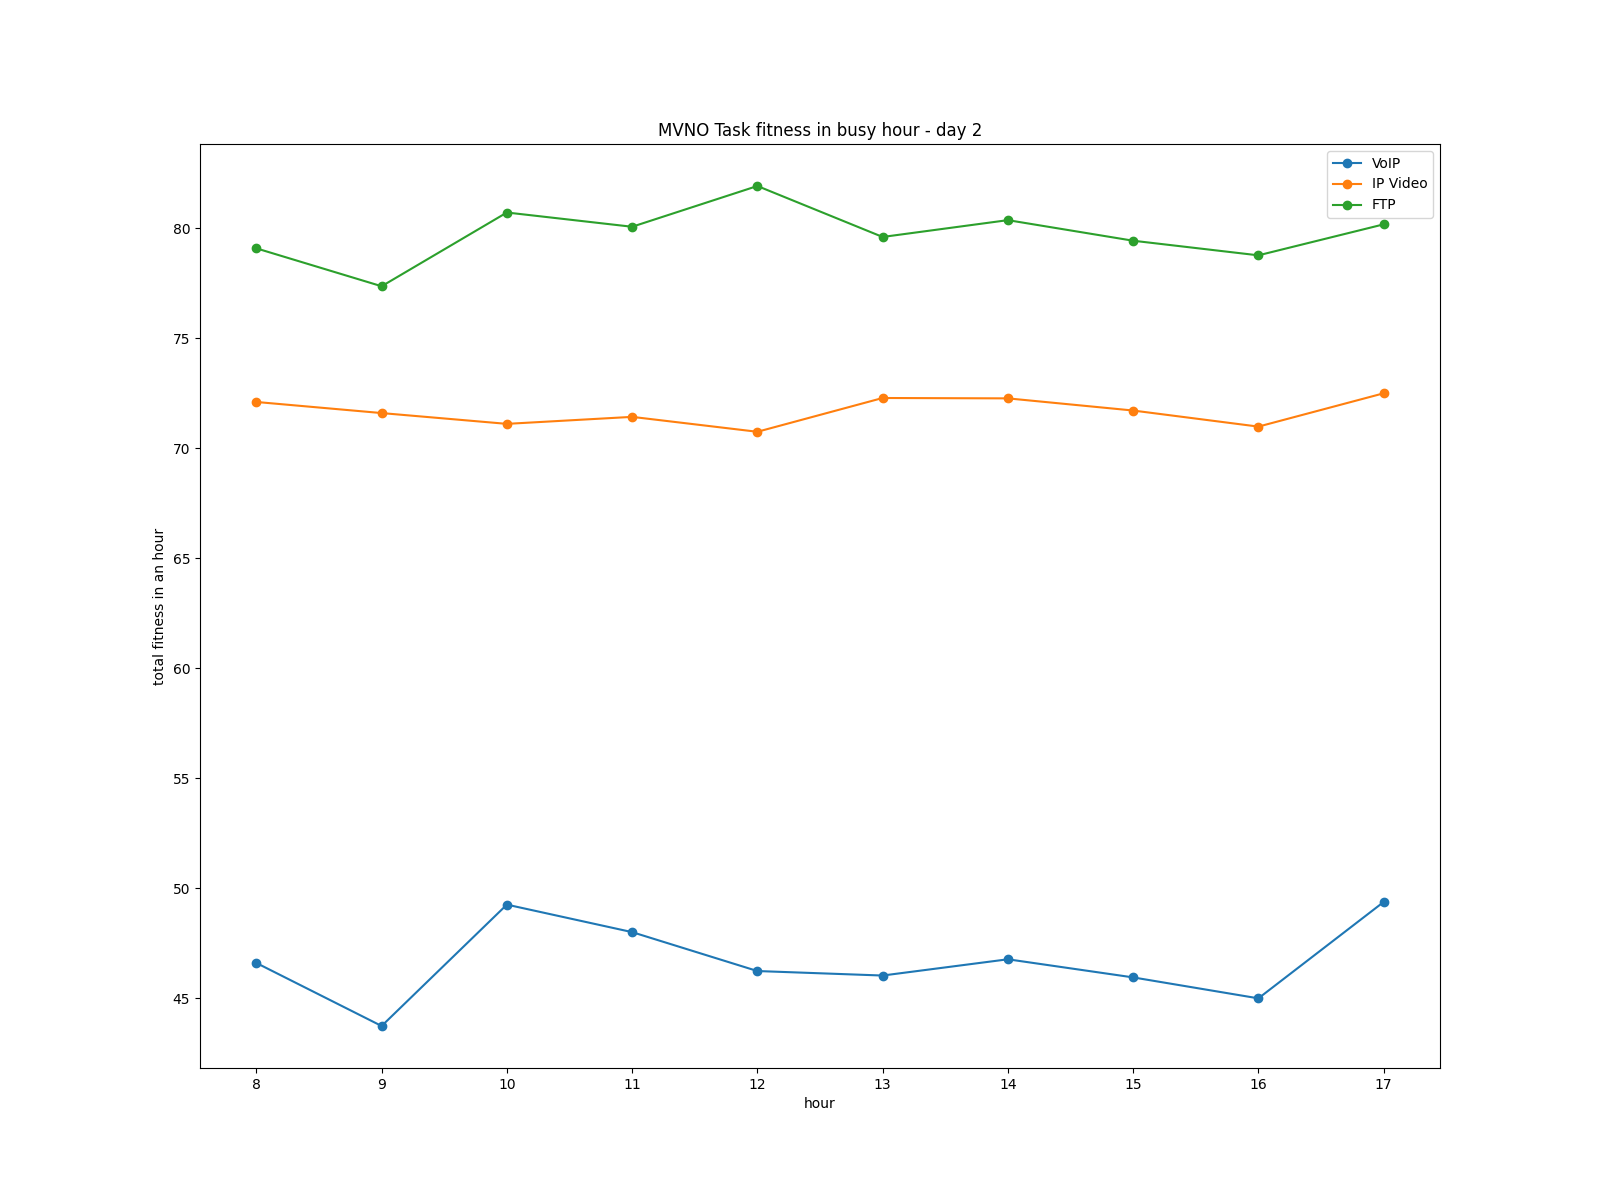 MVNO Task fitness in busy hour - day 2
VoIP
IP Video
FTP
80
75
70
65
60
55
50
45
total fitness in an hour
8 9 10 11 12 13 14 15 16 17
hour